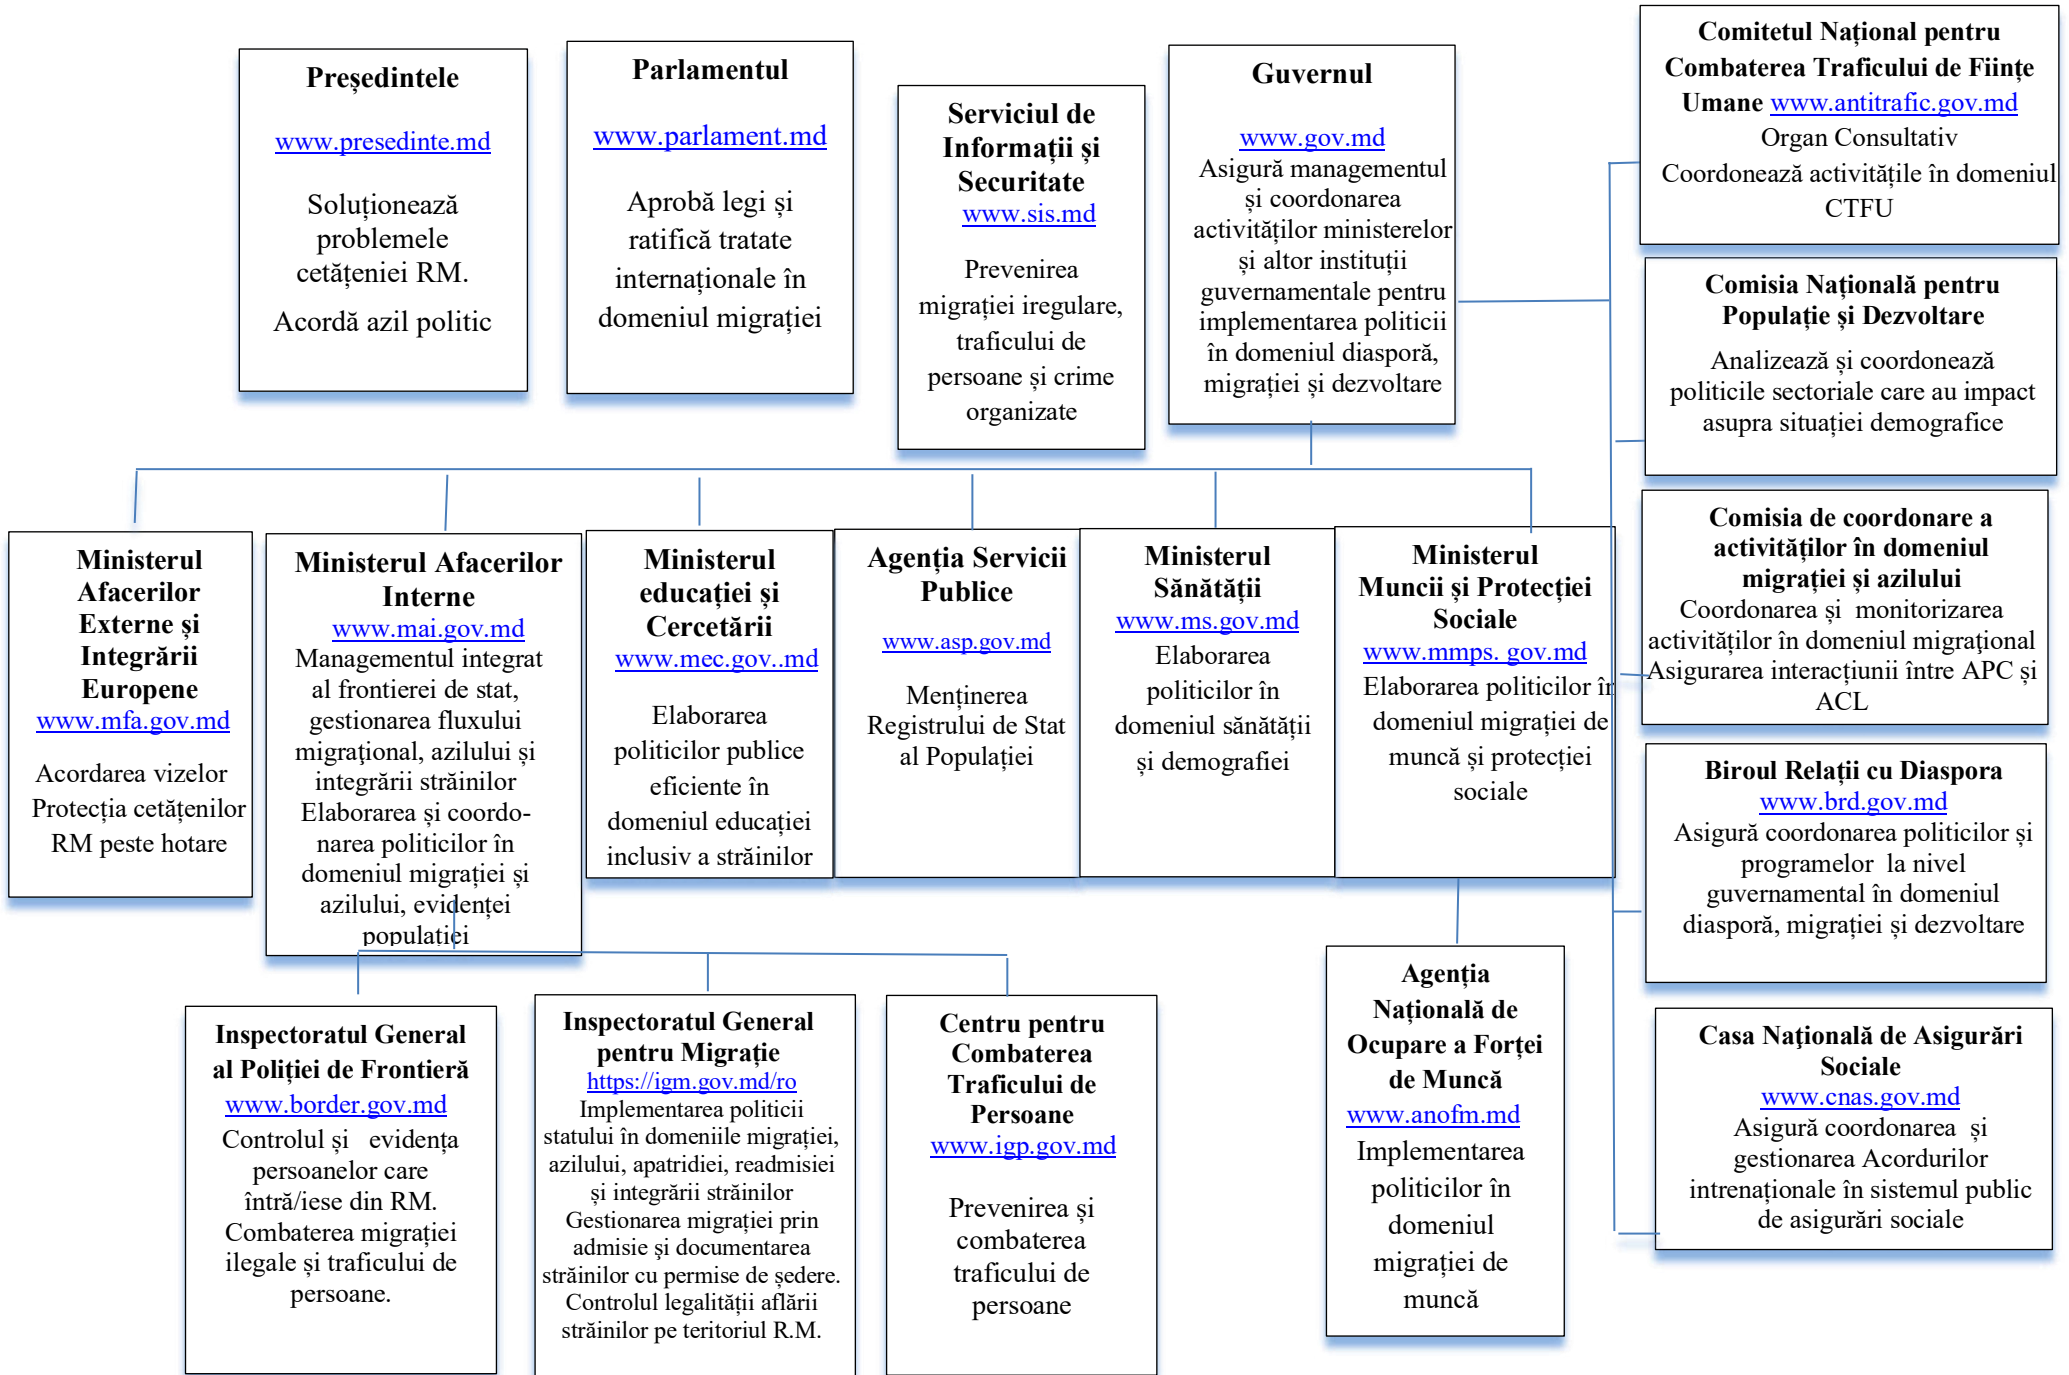 Președintele
www.presedinte.md
Soluționează
problemele
cetățeniei RM.
Acordă azil politic
Parlamentul
www.parlament.md
Aprobă legi și
ratifică tratate
internaționale în
domeniul migrației
Serviciul de
Informații și
Securitate
www.sis.md
Prevenirea
migrației iregulare,
traficului de
persoane și crime
organizate
Guvernul
www.gov.md
Asigură managementul
și coordonarea
activităților ministerelor
și altor instituții
guvernamentale pentru
implementarea politicii
în domeniul diasporă,
migrației și dezvoltare
Comitetul Național pentru
Combaterea Traficului de Ființe
Umane www.antitrafic.gov.md
Organ Consultativ
Coordonează activitățile în domeniul
CTFU
Comisia Națională pentru
Populație și Dezvoltare
Analizează și coordonează
politicile sectoriale care au impact
asupra situației demografice
Comisia de coordonare a
activităților în domeniul
migrației și azilului
Coordonarea și monitorizarea
activităților în domeniul migraţional
Asigurarea interacțiunii între APC și
ACL
Biroul Relații cu Diaspora
www.brd.gov.md
Asigură coordonarea politicilor și
programelor la nivel
guvernamental în domeniul
diasporă, migrației și dezvoltare
Casa Naţională de Asigurări
Sociale
www.cnas.gov.md
Asigură coordonarea și
gestionarea Acordurilor
intrenaționale în sistemul public
de asigurări sociale
Ministerul
Afacerilor
Externe și
Integrării
Europene
www.mfa.gov.md
Acordarea vizelor
Protecția cetățenilor
RM peste hotare
Ministerul Afacerilor
Interne
www.mai.gov.md
Managementul integrat
al frontierei de stat,
gestionarea fluxului
migraţional, azilului și
integrării străinilor
Elaborarea și coordo-
narea politicilor în
domeniul migrației și
azilului, evidenței
populației
Ministerul
educației și
Cercetării
www.mec.gov..md
Elaborarea
politicilor publice
eficiente în
domeniul educației
inclusiv a străinilor
Agenția Servicii
Publice
www.asp.gov.md
Menținerea
Registrului de Stat
al Populației
Ministerul
Sănătății
www.ms.gov.md
Elaborarea
politicilor în
domeniul sănătății
și demografiei
Ministerul
Muncii și Protecției
Sociale
www.mmps. gov.md
Elaborarea politicilor în
domeniul migrației de
muncă și protecției
sociale
Inspectoratul General
al Poliției de Frontieră
www.border.gov.md
Controlul și evidența
persoanelor care
întră/iese din RM.
Combaterea migrației
ilegale și traficului de
persoane.
Inspectoratul General
pentru Migrație
https://igm.gov.md/ro
Implementarea politicii
statului în domeniile migrației,
azilului, apatridiei, readmisiei
și integrării străinilor
Gestionarea migrației prin
admisie şi documentarea
străinilor cu permise de ședere.
Controlul legalității aflării
străinilor pe teritoriul R.M.
Centru pentru
Combaterea
Traficului de
Persoane
www.igp.gov.md
Prevenirea și
combaterea
traficului de
persoane
Agenția
Națională de
Ocupare a Forței
de Muncă
www.anofm.md
Implementarea
politicilor în
domeniul
migrației de
muncă